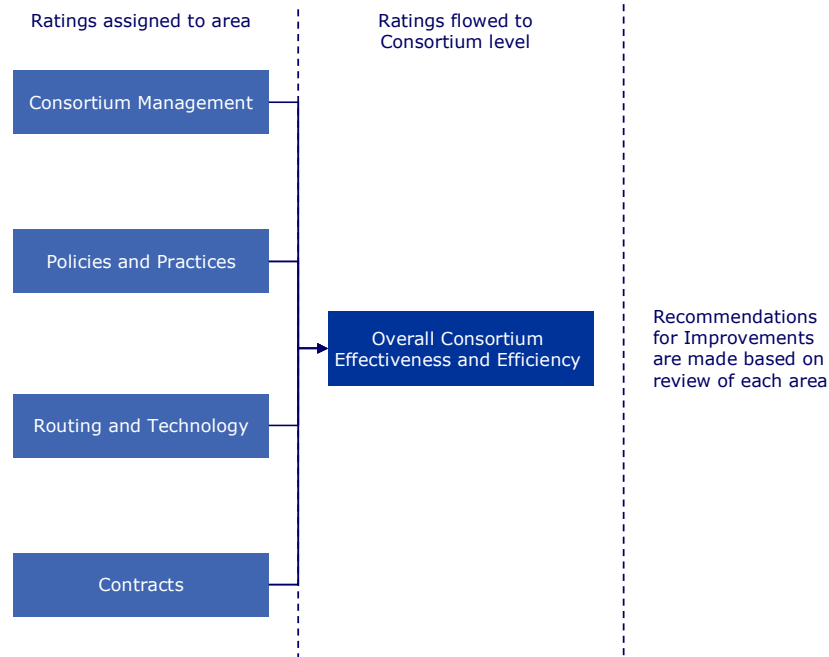 Ratings assigned to area
Ratings flowed to
Consortium level
Consortium Management
Policies and Practices
Overall Consortium
Effectiveness and Efficiency
Recommendations
for Improvements
are made based on
review of each area
Routing and Technology
Contracts